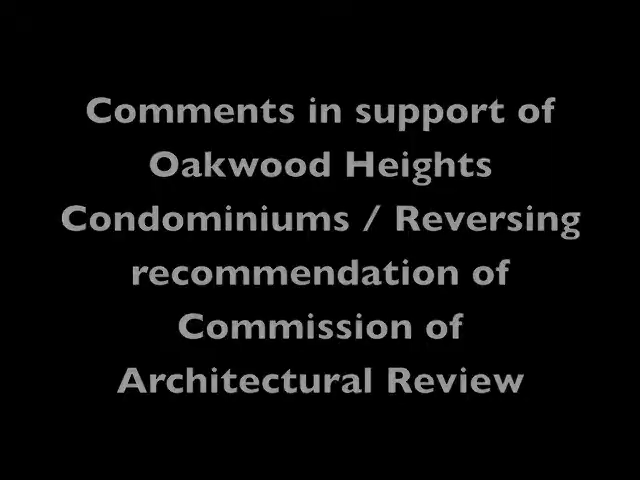 Comments in support of
Oakwood Heights
Condominiums / Reversing
recommendation of
Commission of
Architectural Review